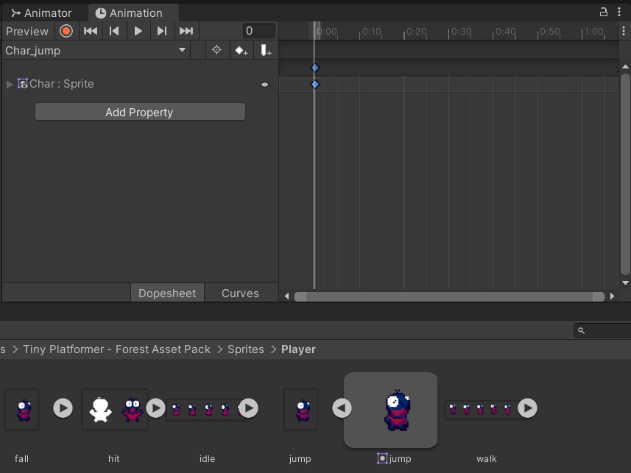 Animator Animation
Preview 0 0:00 0:10 0:20 0:30 0:40 0:50 1:00
Char_jump
Char : Sprite
Add Property
Dopesheet Curves
s > Tiny Platformer - Forest Asset Pack > Sprites > Player
fall hit idle jump jump walk